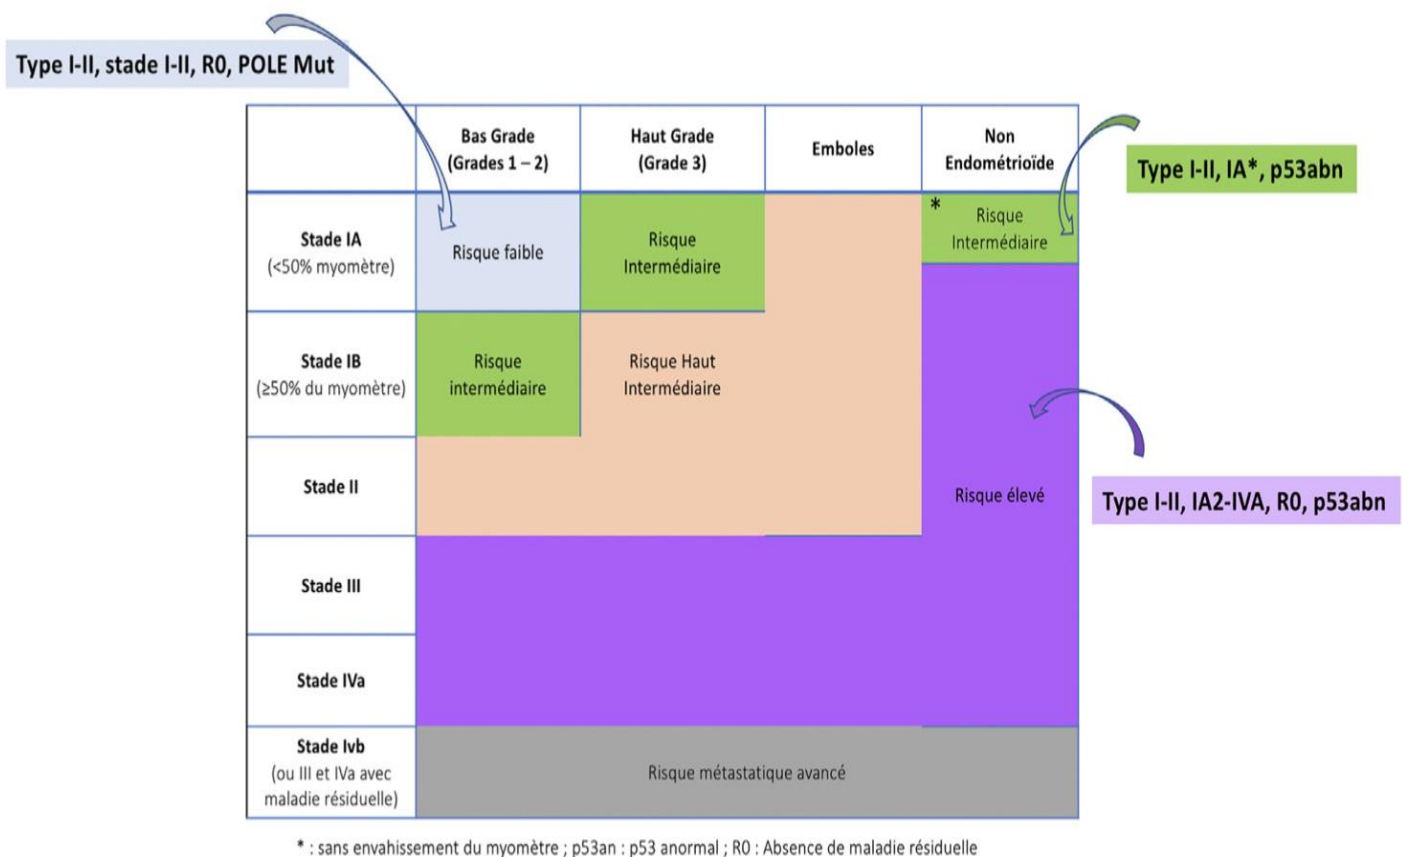 Type I-II, stade I-II, R0, POLE Mut
Bas Grade
(Grades 1 – 2)
Haut Grade
(Grade 3)
Emboles
Non
Endométrioïde
Type I-II, IA*, p53abn
Stade IA
(<50% myomètre)
Risque faible
Risque
Intermédiaire
* Risque
Intermédiaire
Stade IB
(≥50% du myomètre)
Risque
intermédiaire
Risque Haut
Intermédiaire
Stade II
Risque élevé
Type I-II, IA2-IVA, R0, p53abn
Stade III
Stade IVa
Stade Ivb
(ou III et IVa avec
maladie résiduelle)
Risque métastatique avancé
* : sans envahissement du myomètre ; p53an : p53 anormal ; R0 : Absence de maladie résiduelle